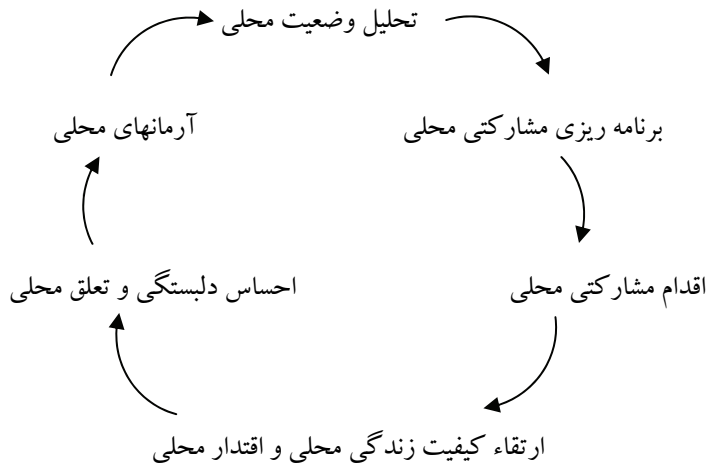 تحلیل وضعیت محلی
برنامه ریزی مشارکتی محلی
آرمانهای محلی
اقدام مشارکتی محلی
احساس دلبستگی و تعلق محلی
ارتقاء کیفیت زندگی محلی و اقتدار محلی